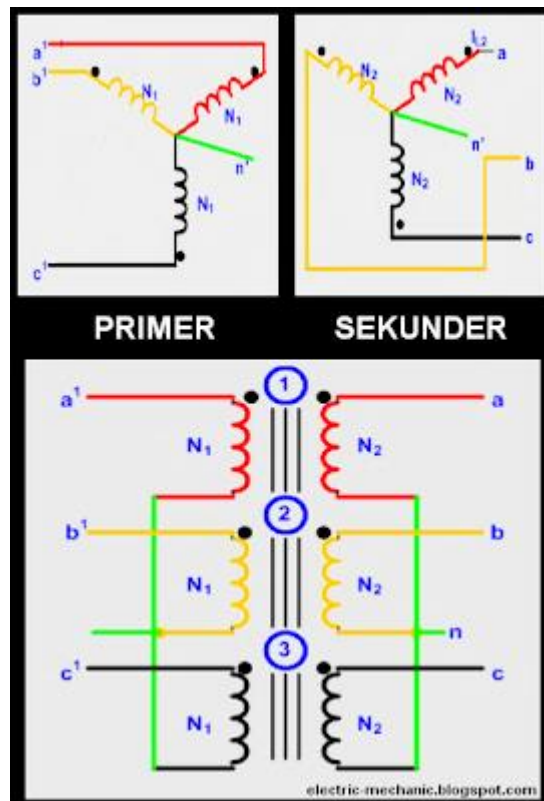 a¹
b¹
N₁
N₁
n'
N₁
c¹
I_L2
a
N₂
N₂
n'
b
N₂
c
PRIMER
SEKUNDER
1
a¹
a
N₁
N₂
2
b¹
b
N₁
N₂
n
3
c¹
c
N₁
N₂
electric-mechanic.blogspot.com